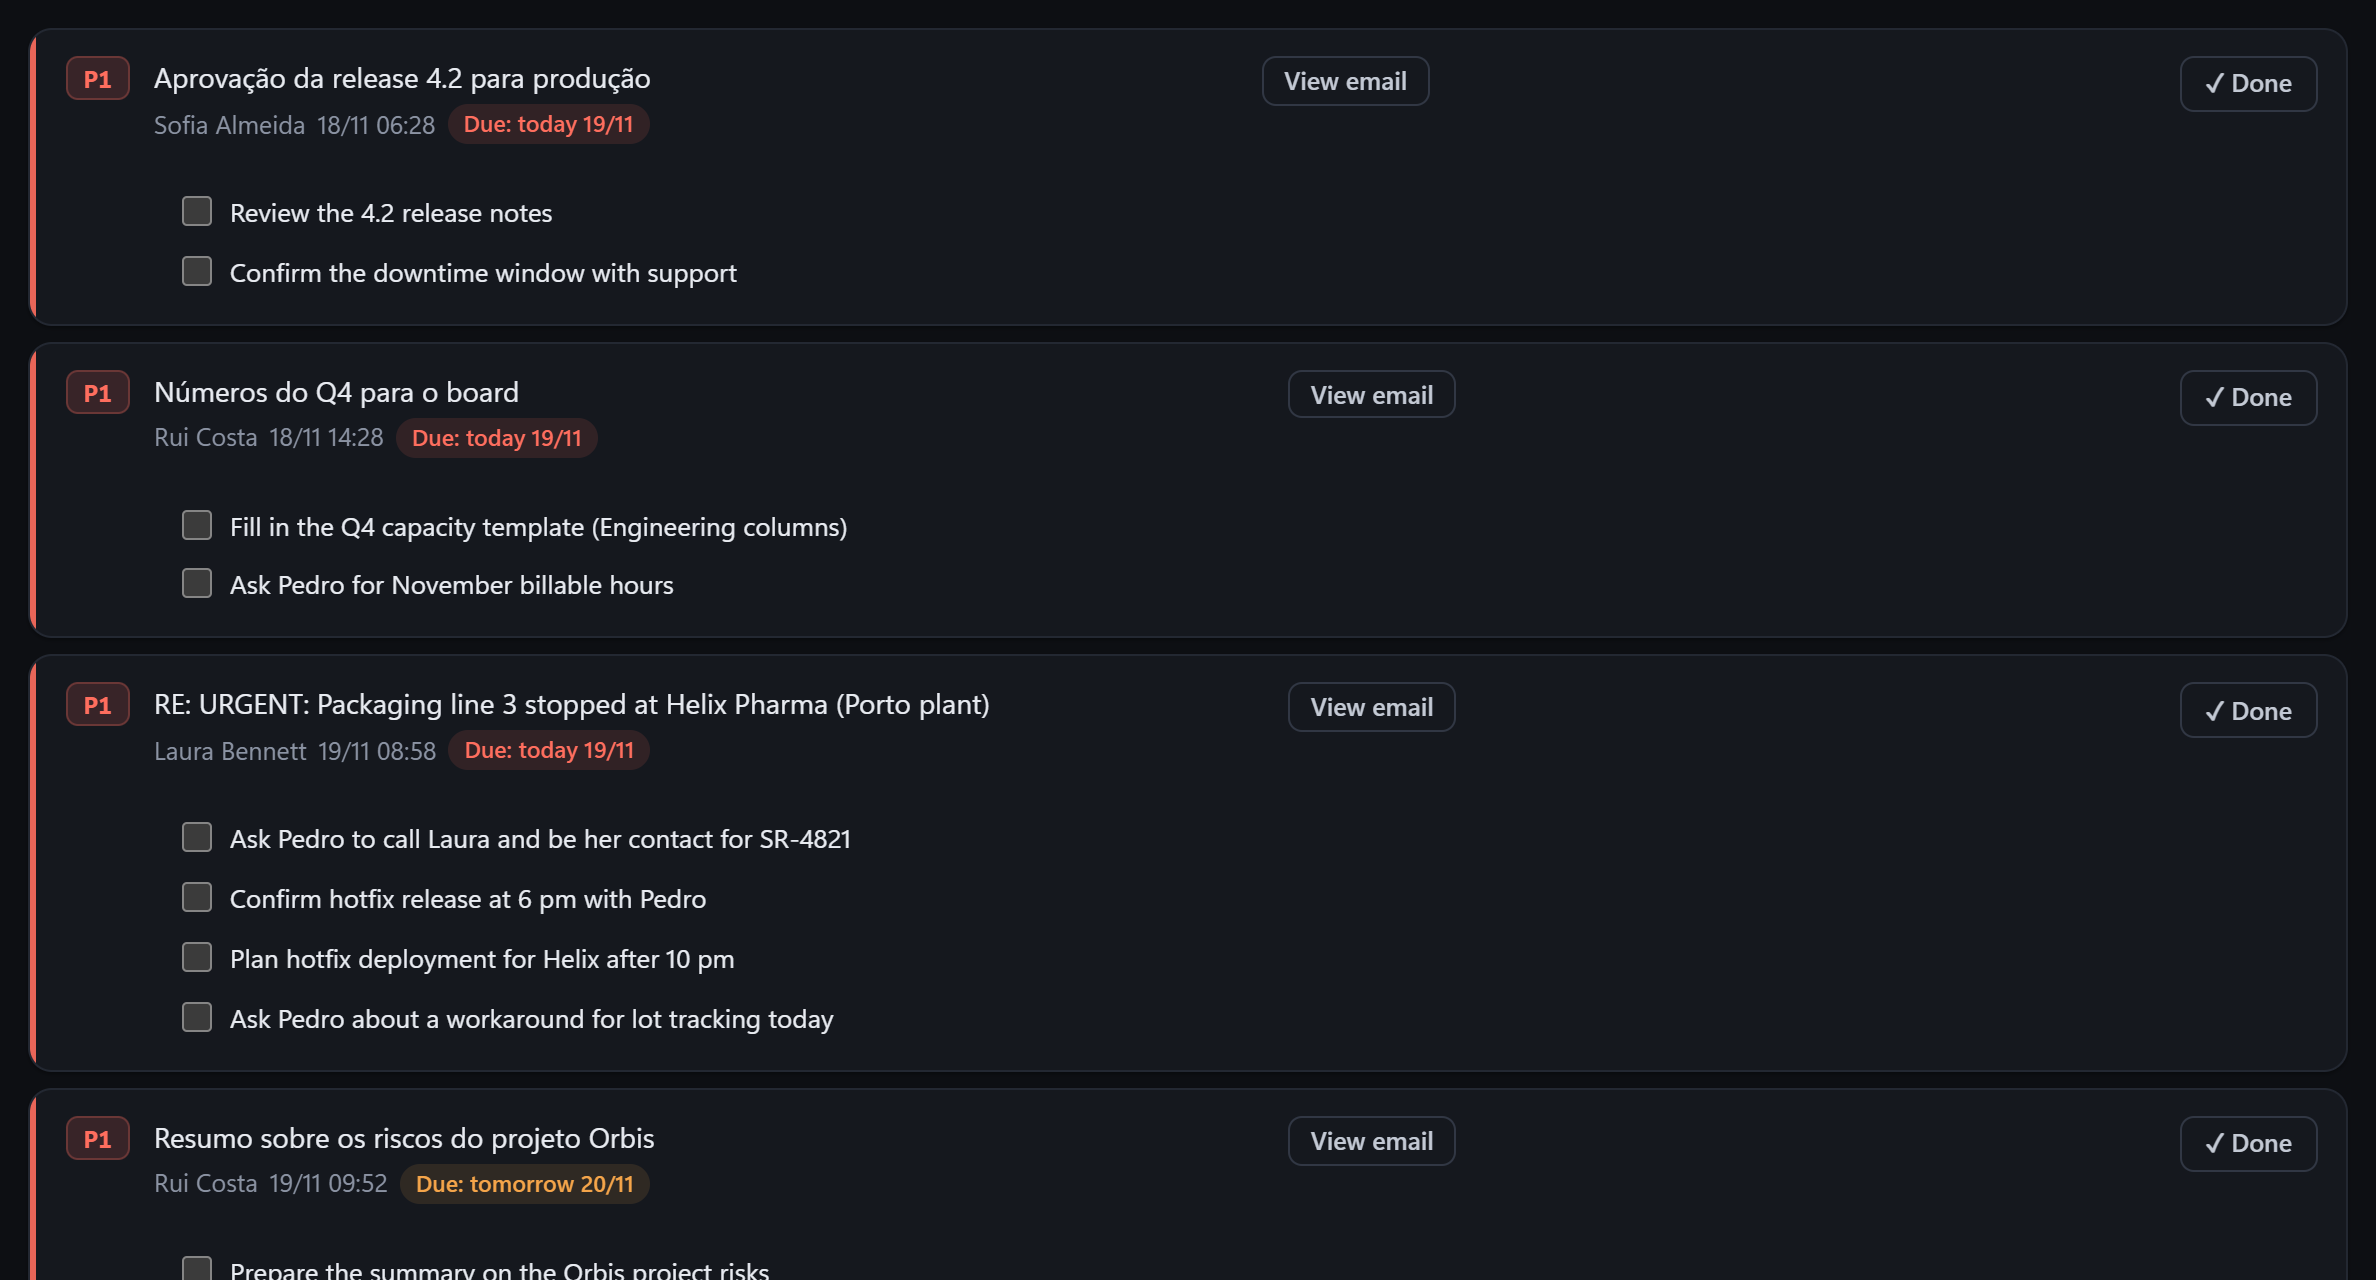 P1 Aprovação da release 4.2 para produção View email ✓ Done
Sofia Almeida 18/11 06:28 Due: today 19/11
Review the 4.2 release notes
Confirm the downtime window with support
P1 Números do Q4 para o board View email ✓ Done
Rui Costa 18/11 14:28 Due: today 19/11
Fill in the Q4 capacity template (Engineering columns)
Ask Pedro for November billable hours
P1 RE: URGENT: Packaging line 3 stopped at Helix Pharma (Porto plant) View email ✓ Done
Laura Bennett 19/11 08:58 Due: today 19/11
Ask Pedro to call Laura and be her contact for SR-4821
Confirm hotfix release at 6 pm with Pedro
Plan hotfix deployment for Helix after 10 pm
Ask Pedro about a workaround for lot tracking today
P1 Resumo sobre os riscos do projeto Orbis View email ✓ Done
Rui Costa 19/11 09:52 Due: tomorrow 20/11
Prepare the summary on the Orbis project risks